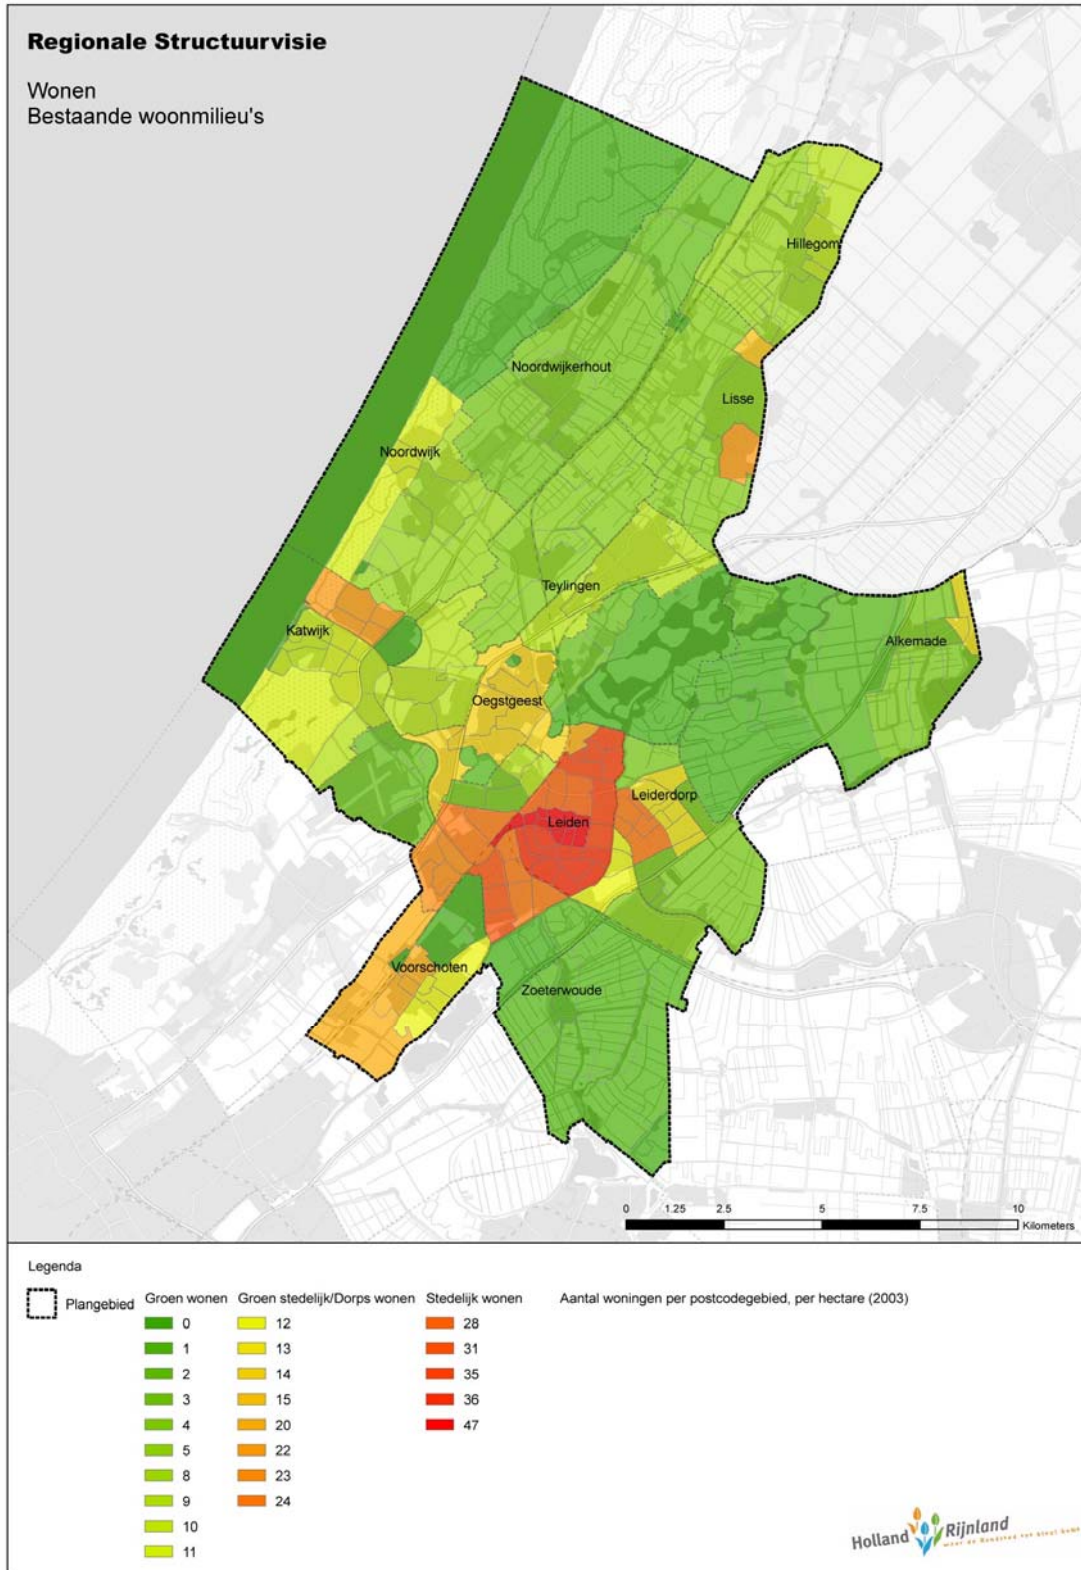 Regionale Structuurvisie
Wonen
Bestaande woonmilieu's
Hillegom
Noordwijkerhout
Lisse
Noordwijk
Teylingen
Katwijk
Alkemade
Oegstgeest
Leiderdorp
Leiden
Voorschoten
Zoeterwoude
0 1.25 2.5 5 7.5 10
Kilometers
Legenda
Plangebied
Groen wonen
0
1
2
3
4
5
8
9
10
11
Groen stedelijk/Dorps wonen
12
13
14
15
20
22
23
24
Stedelijk wonen
28
31
35
36
47
Aantal woningen per postcodegebied, per hectare (2003)
Holland Rijnland